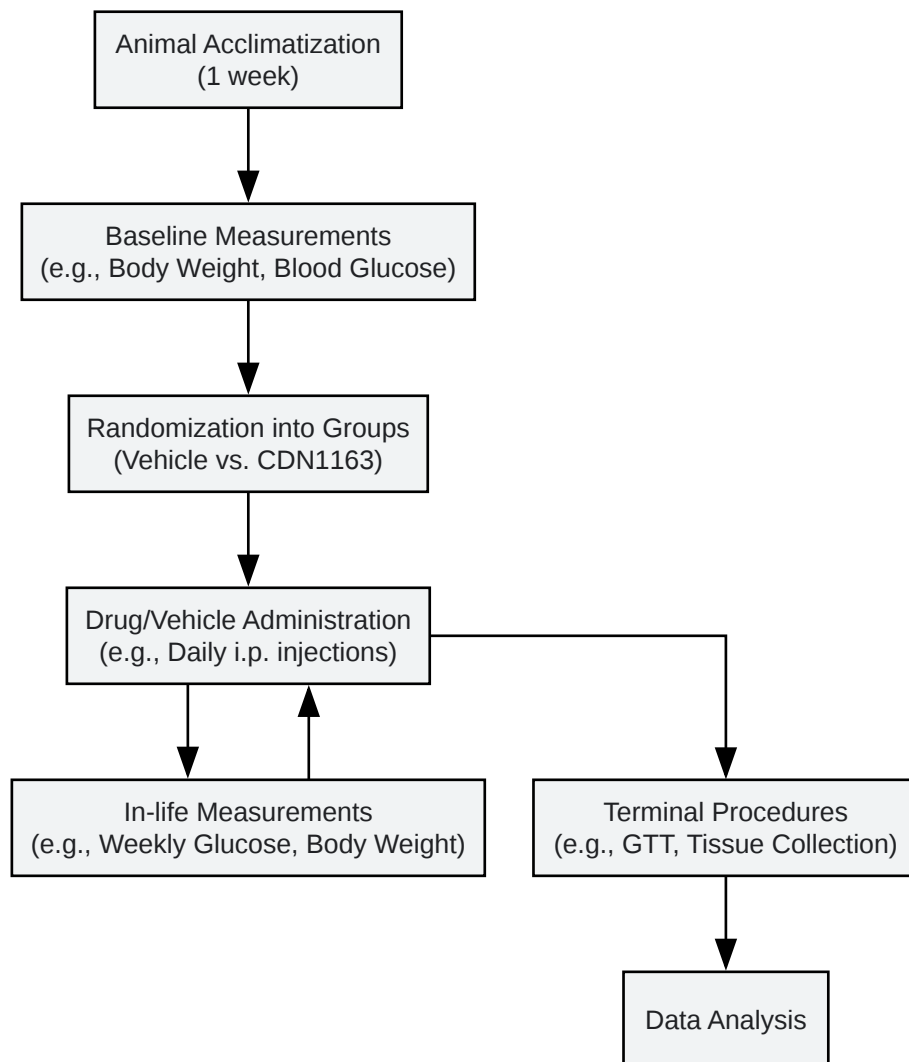 Animal Acclimatization
(1 week)
Baseline Measurements
(e.g., Body Weight, Blood Glucose)
Randomization into Groups
(Vehicle vs. CDN1163)
Drug/Vehicle Administration
(e.g., Daily i.p. injections)
In-life Measurements
(e.g., Weekly Glucose, Body Weight)
Terminal Procedures
(e.g., GTT, Tissue Collection)
Data Analysis